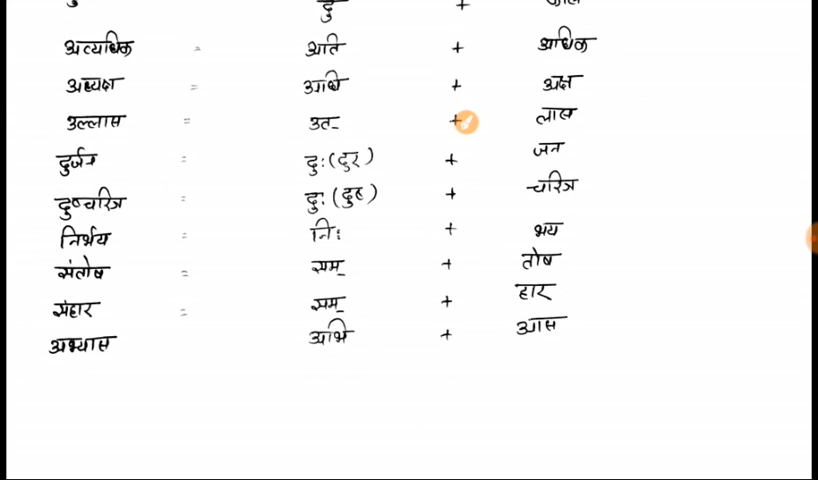 दु +
अत्यधिक = अति + अधिक
अध्यक्ष = अधि + अक्ष
उल्लास = उत् + लास
दुर्जन = दुः(दुर्) + जन
दुष्चरित्र = दुः(दुष्) + चरित्र
निर्भय = निः + भय
संतोष = सम् + तोष
संहार = सम् + हार
अभ्यास अभि + आस